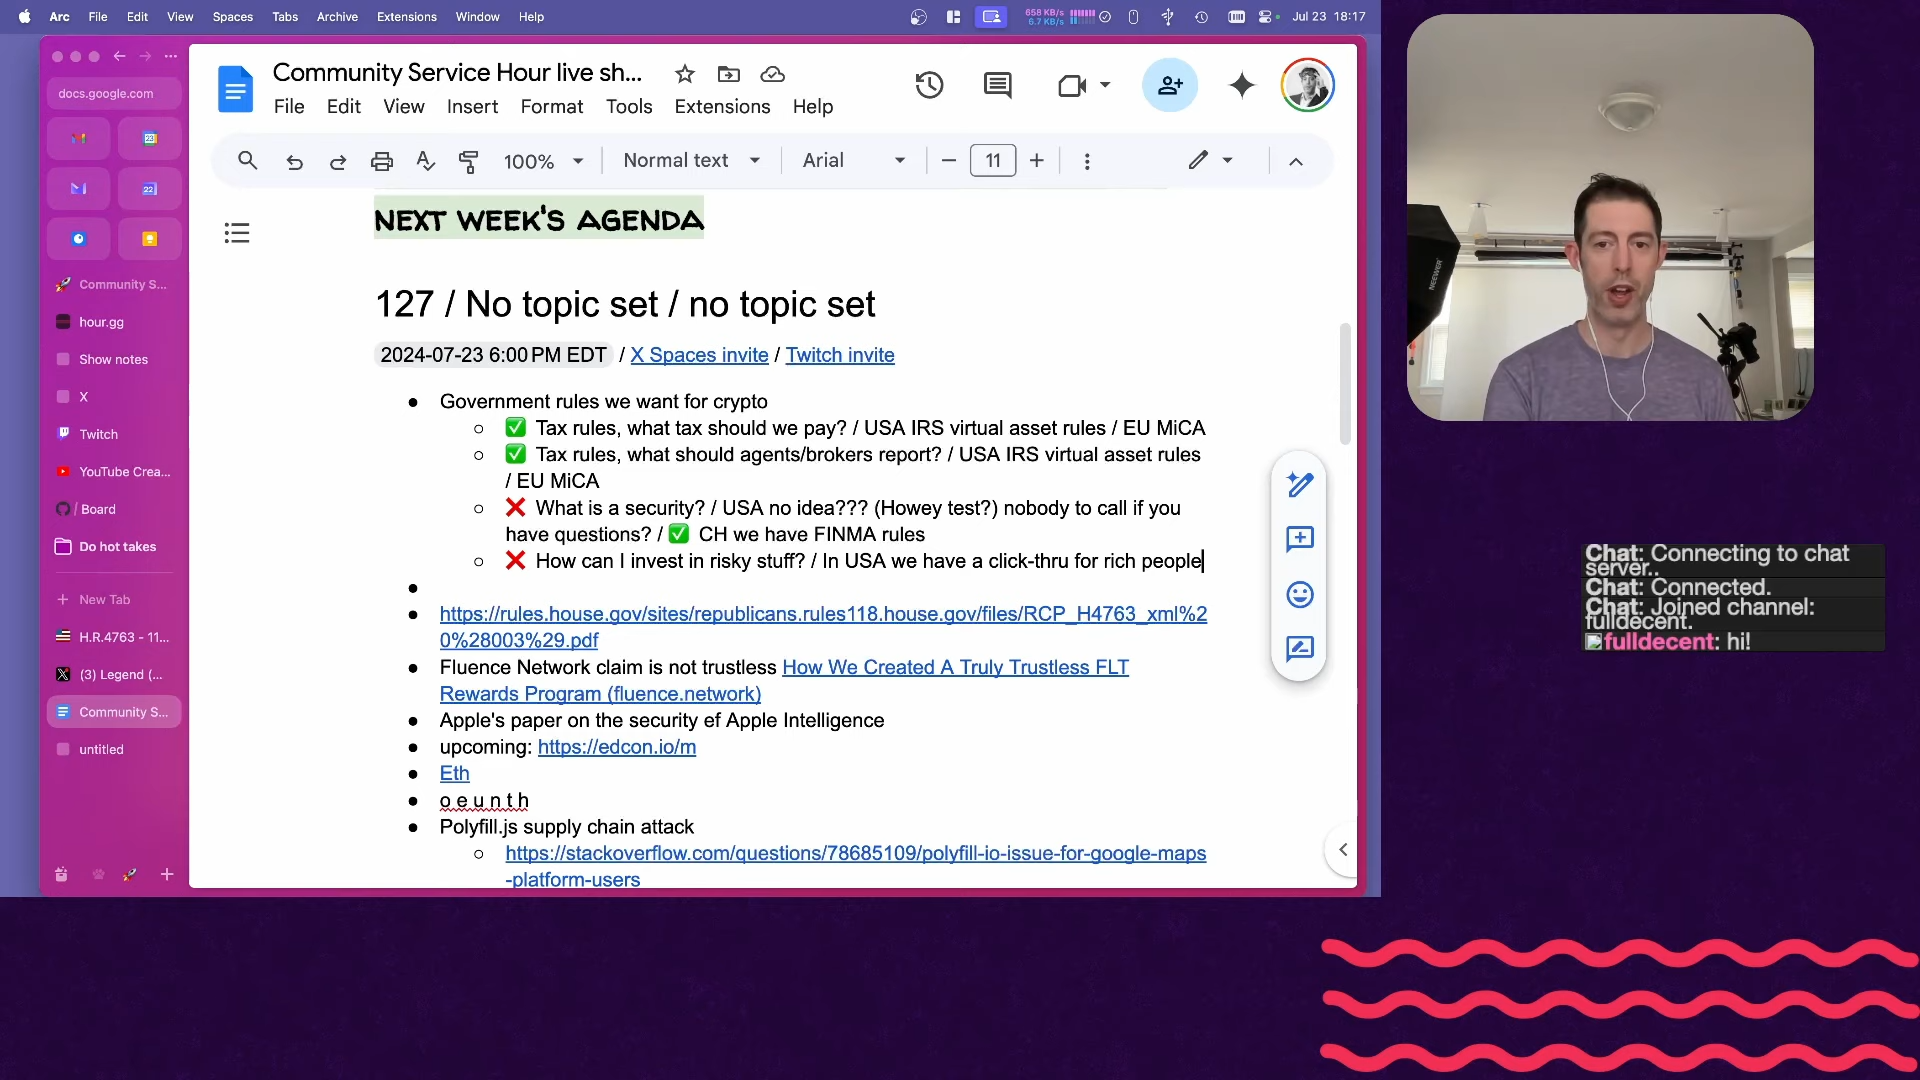 Arc File Edit View Spaces Tabs Archive Extensions Window Help
658 KB/s
6.7 KB/s
Jul 23 18:17
docs.google.com
23
22
Community S...
hour.gg
Show notes
X
Twitch
YouTube Crea...
/ Board
Do hot takes
+ New Tab
H.R.4763 - 11...
(3) Legend (...
Community S...
untitled
Community Service Hour live sh...
File Edit View Insert Format Tools Extensions Help
100% Normal text Arial − 11 +
NEXT WEEK'S AGENDA
127 / No topic set / no topic set
2024-07-23 6:00 PM EDT / X Spaces invite / Twitch invite
● Government rules we want for crypto
○ ✅ Tax rules, what tax should we pay? / USA IRS virtual asset rules / EU MiCA
○ ✅ Tax rules, what should agents/brokers report? / USA IRS virtual asset rules
/ EU MiCA
○ ❌ What is a security? / USA no idea??? (Howey test?) nobody to call if you
have questions? / ✅ CH we have FINMA rules
○ ❌ How can I invest in risky stuff? / In USA we have a click-thru for rich people
●
● https://rules.house.gov/sites/republicans.rules118.house.gov/files/RCP_H4763_xml%2
0%28003%29.pdf
● Fluence Network claim is not trustless How We Created A Truly Trustless FLT
Rewards Program (fluence.network)
● Apple's paper on the security ef Apple Intelligence
● upcoming: https://edcon.io/m
● Eth
● o e u n t h
● Polyfill.js supply chain attack
○ https://stackoverflow.com/questions/78685109/polyfill-io-issue-for-google-maps
-platform-users
NEEWER
Chat: Connecting to chat
server..
Chat: Connected.
Chat: Joined channel:
fulldecent.
fulldecent: hi!